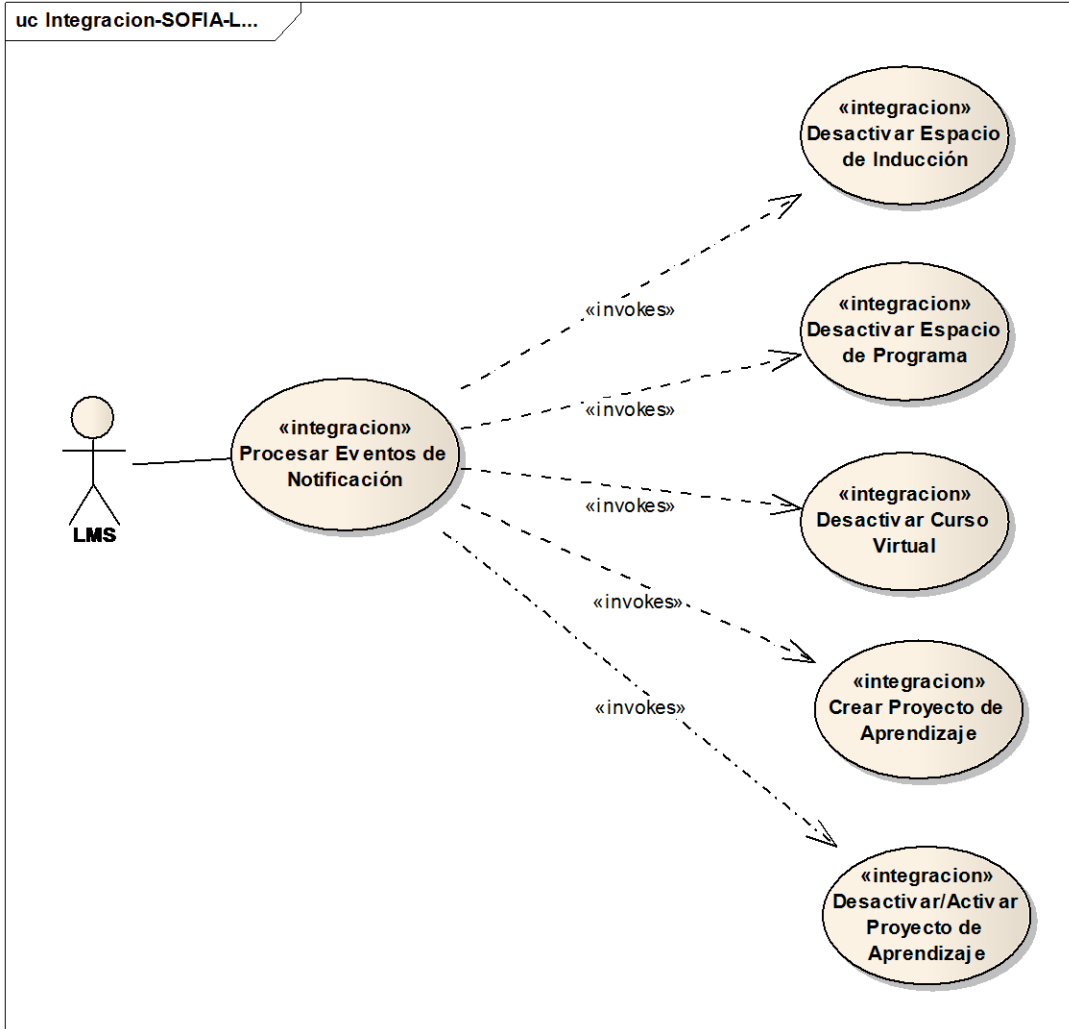 uc Integracion-SOFIA-L...
«integracion»
Desactivar Espacio
de Inducción
«invokes»
«integracion»
Desactivar Espacio
de Programa
«invokes»
«integracion»
Procesar Eventos de
Notificación
LMS
«invokes»
«integracion»
Desactivar Curso
Virtual
«invokes»
«integracion»
Crear Proyecto de
Aprendizaje
«invokes»
«integracion»
Desactivar/Activar
Proyecto de
Aprendizaje